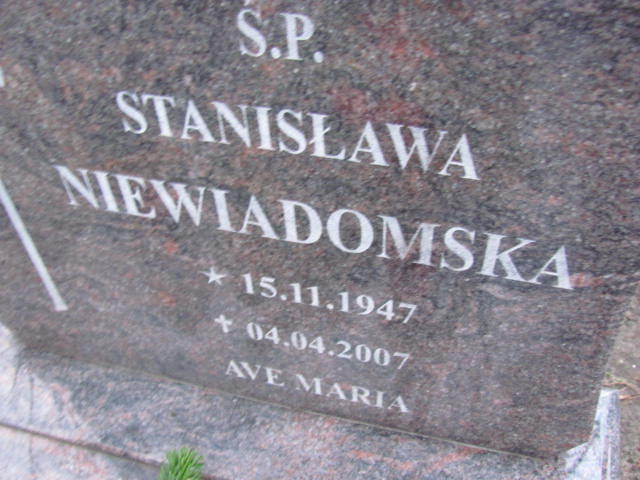 Ś.P.
STANISŁAWA
NIEWIADOMSKA
★ 15.11.1947
✝ 04.04.2007
AVE MARIA